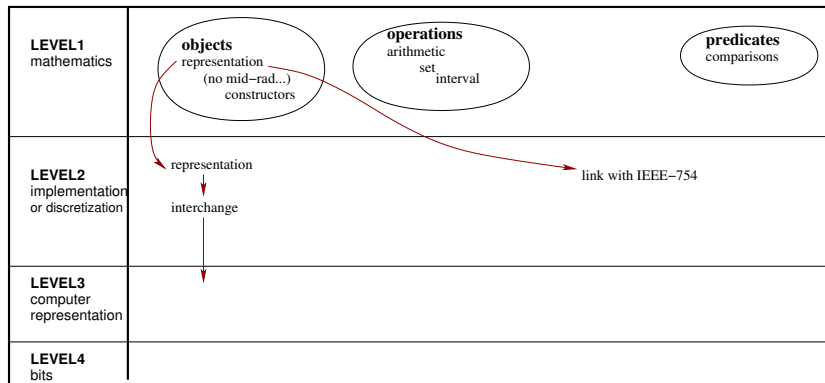 LEVEL1
mathematics
objects
representation
(no mid−rad...)
constructors
operations
arithmetic
set
interval
predicates
comparisons
LEVEL2
implementation
or discretization
representation
interchange
link with IEEE−754
LEVEL3
computer
representation
LEVEL4
bits